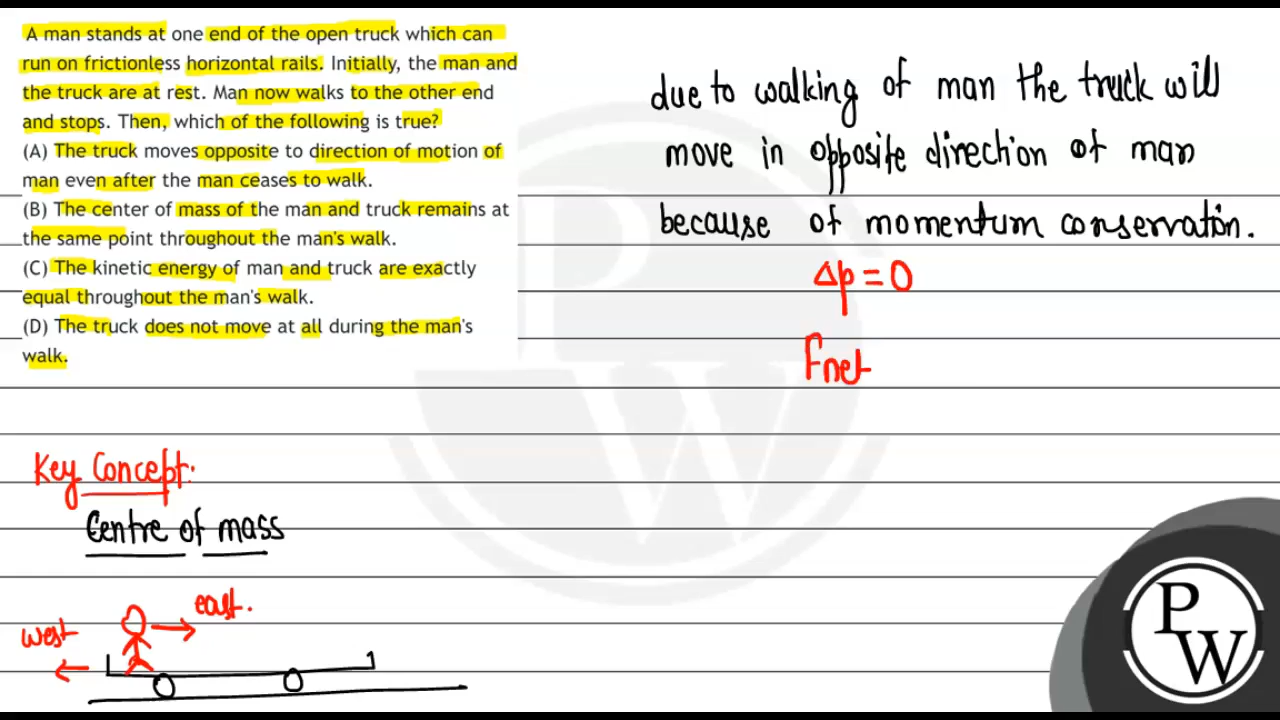 A man stands at one end of the open truck which can
run on frictionless horizontal rails. Initially, the man and
the truck are at rest. Man now walks to the other end
and stops. Then, which of the following is true?
(A) The truck moves opposite to direction of motion of
man even after the man ceases to walk.
(B) The center of mass of the man and truck remains at
the same point throughout the man's walk.
(C) The kinetic energy of man and truck are exactly
equal throughout the man's walk.
(D) The truck does not move at all during the man's
walk.
due to walking of man the truck will
move in opposite direction of man
because of momentum conservation.
Δp = 0
Fnet
Key Concept:
Centre of mass
east.
west
P
W
P
W